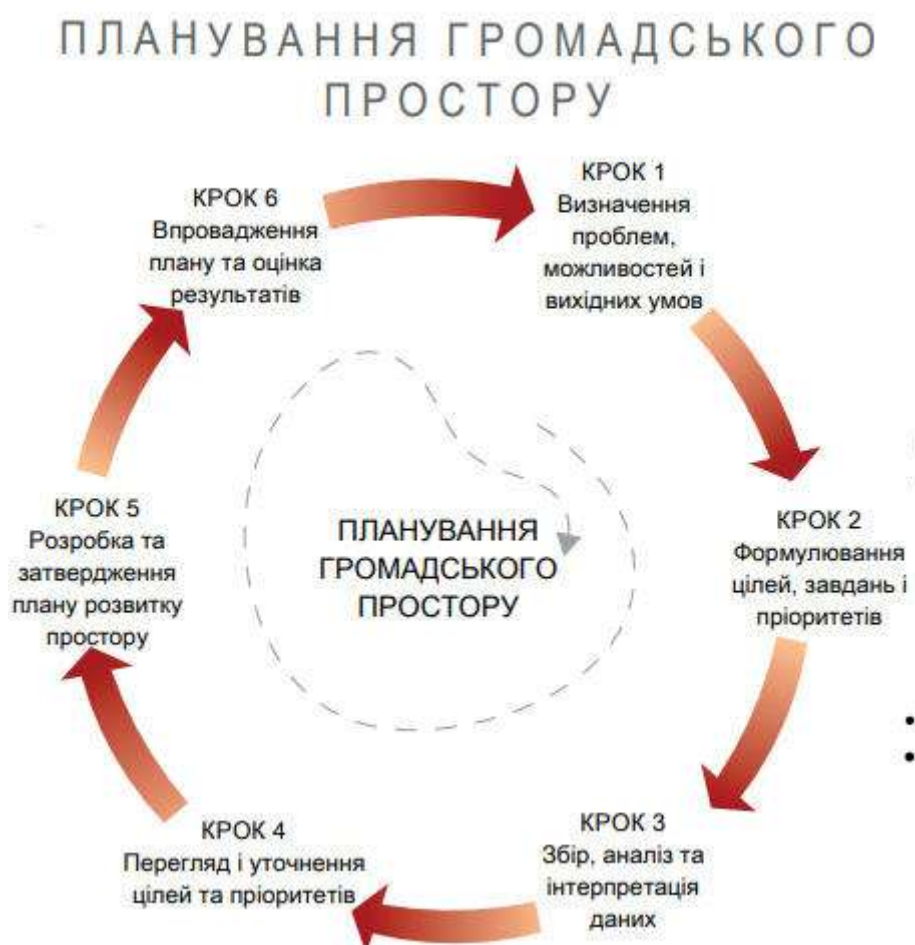 ПЛАНУВАННЯ ГРОМАДСЬКОГО
ПРОСТОРУ
КРОК 1
Визначення
проблем,
можливостей і
вихідних умов
КРОК 2
Формулювання
цілей, завдань і
пріоритетів
КРОК 3
Збір, аналіз та
інтерпретація
даних
КРОК 4
Перегляд і уточнення
цілей та пріоритетів
КРОК 5
Розробка та
затвердження
плану розвитку
простору
КРОК 6
Впровадження
плану та оцінка
результатів
ПЛАНУВАННЯ
ГРОМАДСЬКОГО
ПРОСТОРУ